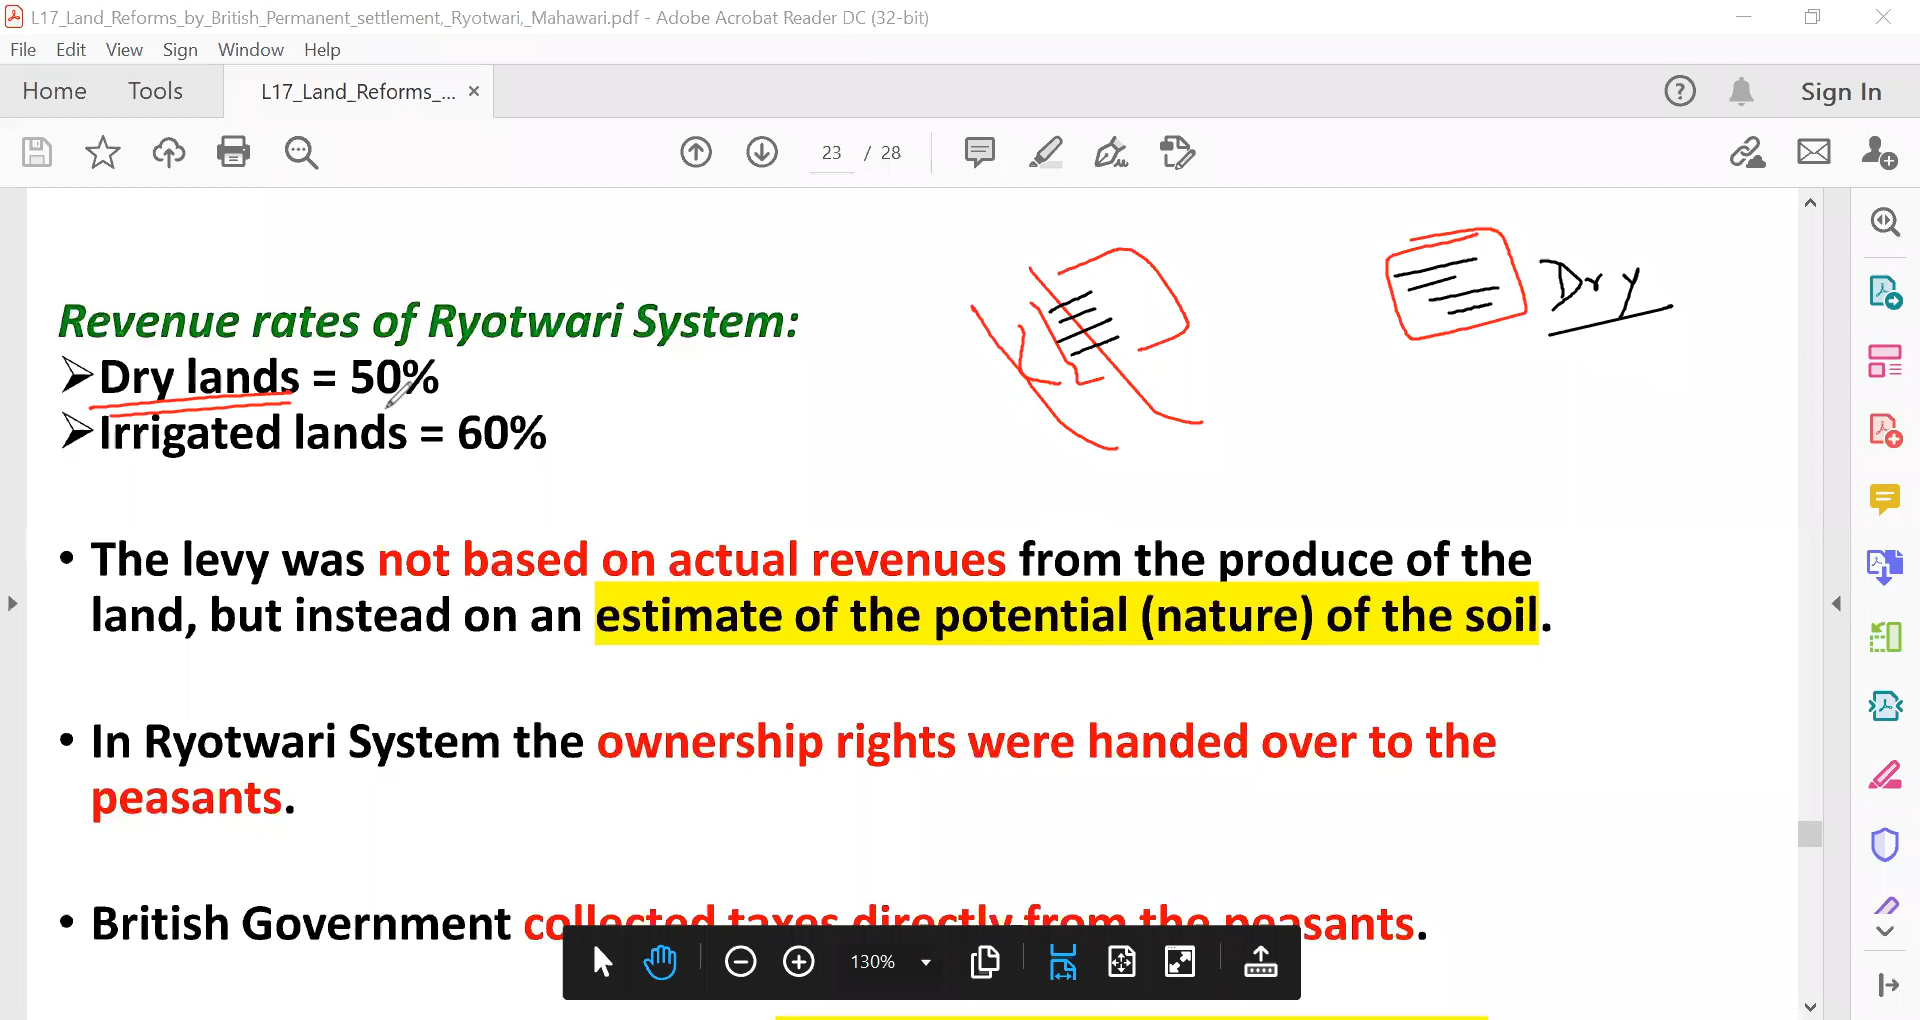 L17_Land_Reforms_by_British_Permanent_settlement,_Ryotwari,_Mahawari.pdf - Adobe Acrobat Reader DC (32-bit)
File Edit View Sign Window Help
Home Tools L17_Land_Reforms_... × Sign In
23 / 28
Dry
Revenue rates of Ryotwari System:
➢Dry lands = 50%
➢Irrigated lands = 60%
• The levy was not based on actual revenues from the produce of the
land, but instead on an estimate of the potential (nature) of the soil.
• In Ryotwari System the ownership rights were handed over to the
peasants.
• British Government collected taxes directly from the peasants.
130%